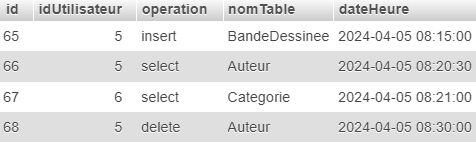 id idUtilisateur operation nomTable dateHeure
65 5 insert BandeDessinee 2024-04-05 08:15:00
66 5 select Auteur 2024-04-05 08:20:30
67 6 select Categorie 2024-04-05 08:21:00
68 5 delete Auteur 2024-04-05 08:30:00